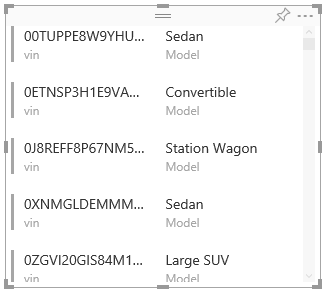 00TUPPE8W9YHU... Sedan
vin Model
0ETNSP3H1E9VA... Convertible
vin Model
0J8REFF8P67NM5... Station Wagon
vin Model
0XNMGLDEMMM... Sedan
vin Model
0ZGVI20GIS84M1... Large SUV
vin Model